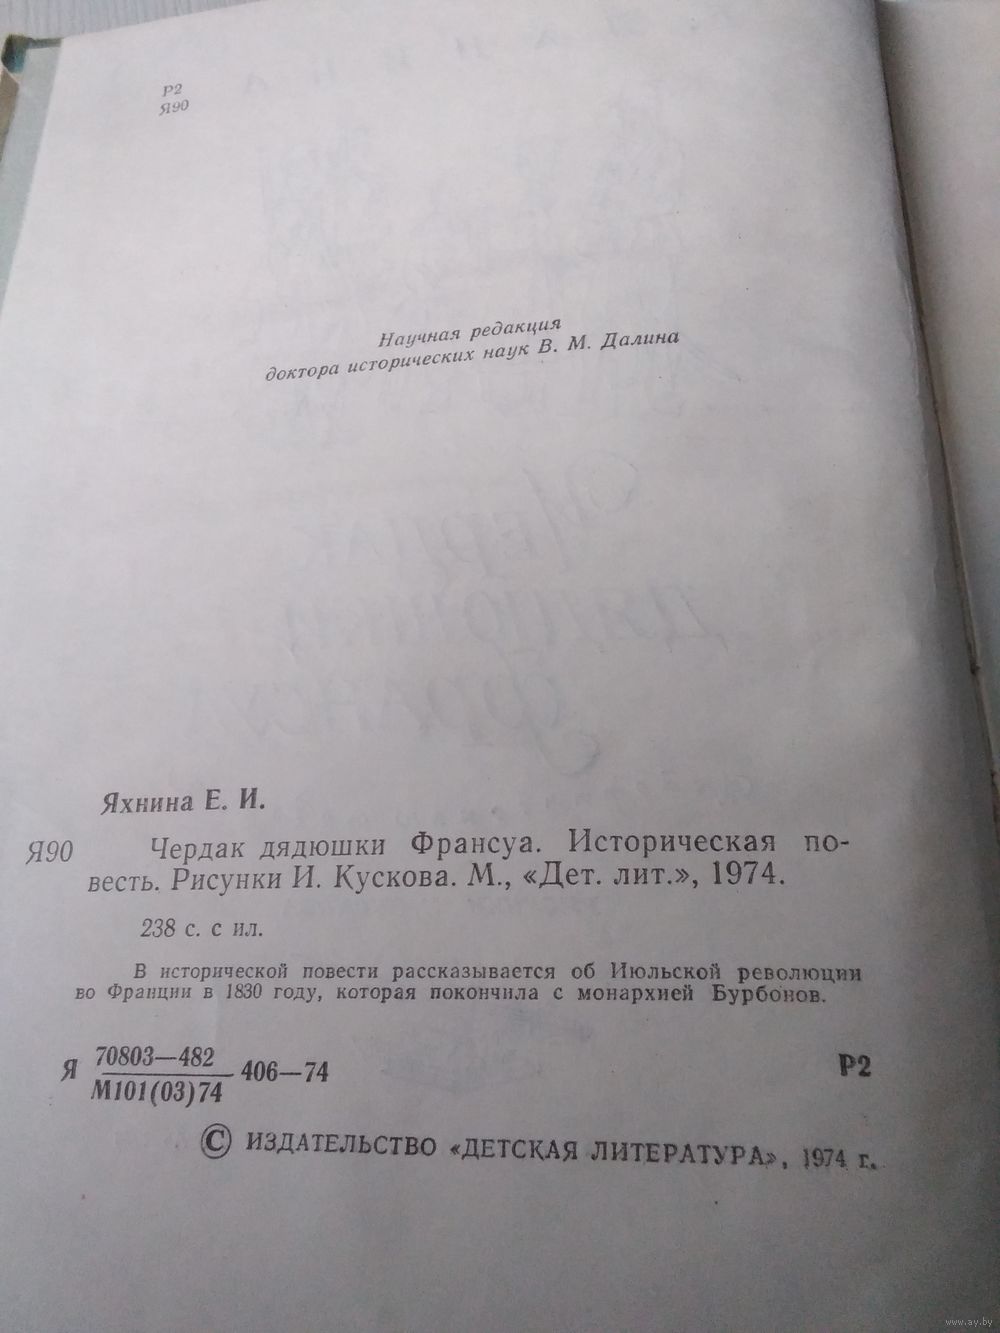 Р2
Я90
Научная редакция
доктора исторических наук В. М. Далина
Яхнина Е. И.
Я90 Чердак дядюшки Франсуа. Историческая по-
весть. Рисунки И. Кускова. М., «Дет. лит.», 1974.
238 с. с ил.
В исторической повести рассказывается об Июльской революции
во Франции в 1830 году, которая покончила с монархией Бурбонов.
70803—482
Я 406—74 Р2
М101(03)74
© ИЗДАТЕЛЬСТВО «ДЕТСКАЯ ЛИТЕРАТУРА», 1974 г.
www.ay.by